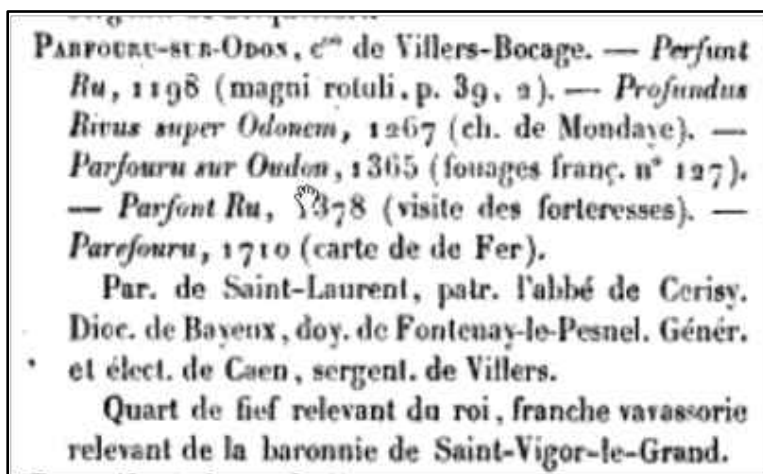 PARFOURU-SUR-ODON, cⁿᵉ de Villers-Bocage. — Perfunt
Ru, 1198 (magni rotuli, p. 39, 2). — Profundus
Rivus super Odonem, 1267 (ch. de Mondaye). —
Parfouru sur Oudon, 1365 (fouages franç. n° 127).
— Parfont Ru, 1378 (visite des forteresses). —
Parefouru, 1710 (carte de de Fer).
Par. de Saint-Laurent, patr. l'abbé de Cerisy.
Dioc. de Bayeux, doy. de Fontenay-le-Pesnel. Génér.
et élect. de Caen, sergent. de Villers.
Quart de fief relevant du roi, franche vavassorie
relevant de la baronnie de Saint-Vigor-le-Grand.